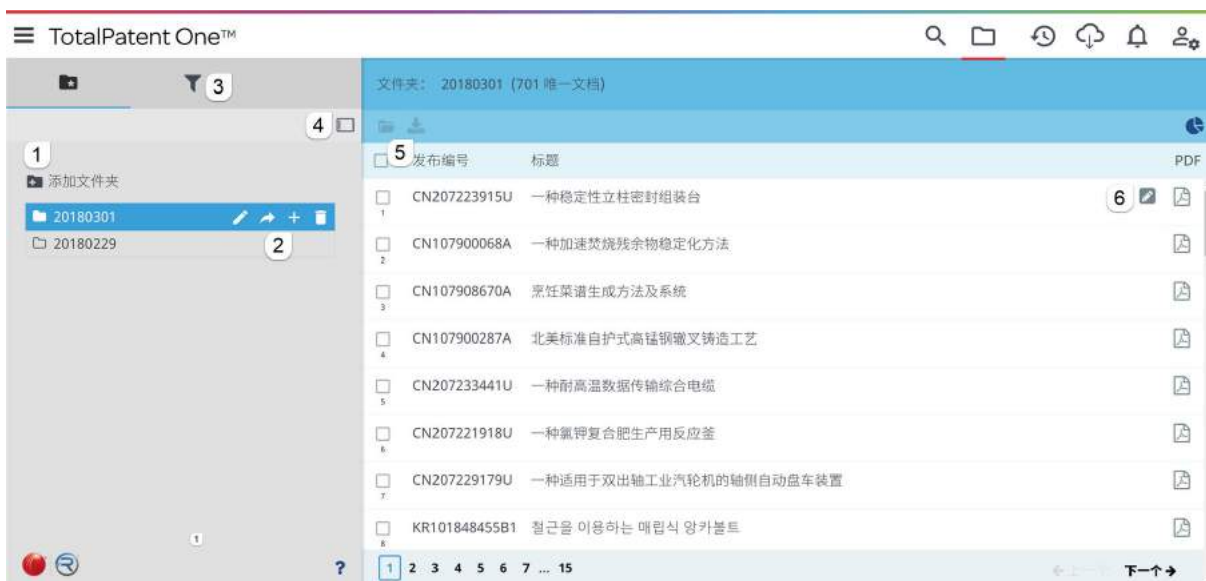 TotalPatent One™
3
文件夹: 20180301 (701 唯一文档)
4
1
添加文件夹
5 发布编号 标题 PDF
20180301
2
20180229
1 CN207223915U 一种稳定性立柱密封组装台 6
2 CN107900068A 一种加速焚烧残余物稳定化方法
3 CN107908670A 烹饪菜谱生成方法及系统
4 CN107900287A 北美标准自护式高锰钢辙叉铸造工艺
5 CN207233441U 一种耐高温数据传输综合电缆
6 CN207221918U 一种氯钾复合肥生产用反应釜
7 CN207229179U 一种适用于双出轴工业汽轮机的轴侧自动盘车装置
8 KR101848455B1 철근을 이용하는 매립식 앙카볼트
1
?
1 2 3 4 5 6 7 ... 15
←上一个 下一个→